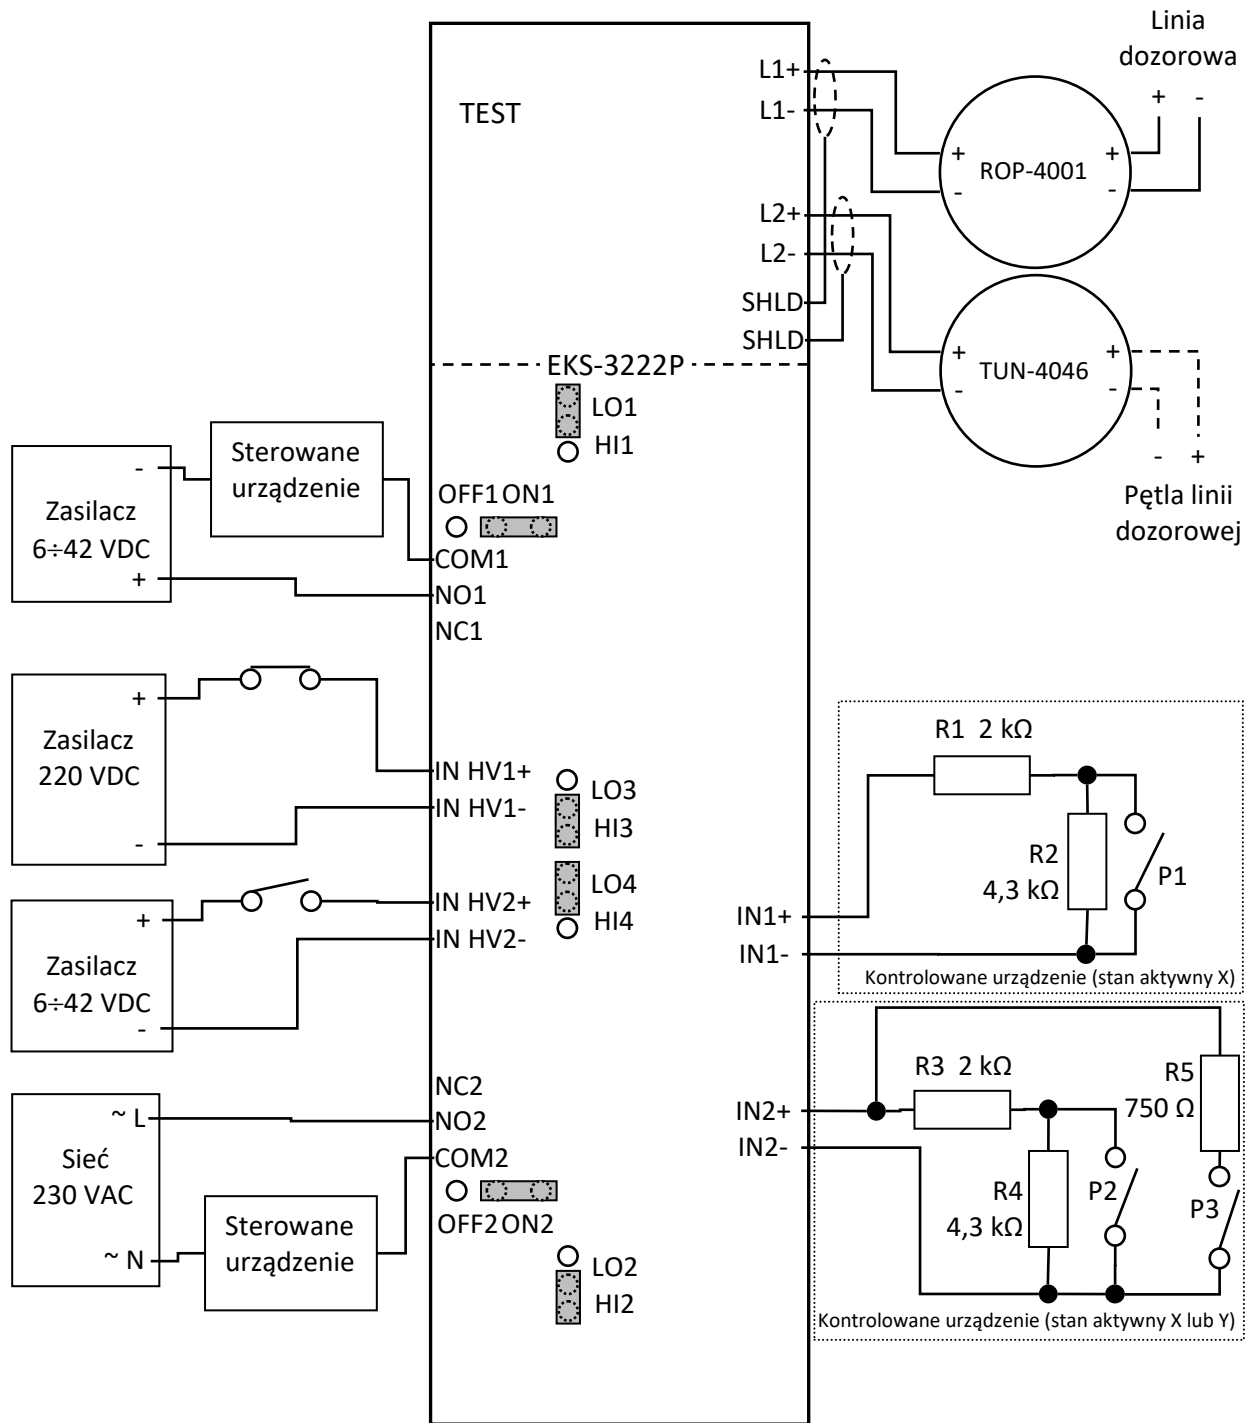 Linia
dozorowa
+ -
L1+
L1-
TEST
+ ROP-4001 +
- -
L2+
L2-
SHLD
SHLD
EKS-3222P
+ TUN-4046 +
- -
- +
Pętla linii
dozorowej
LO1
HI1
OFF1 ON1
-
Zasilacz
6÷42 VDC
+
Sterowane
urządzenie
COM1
NO1
NC1
+
Zasilacz
220 VDC
-
IN HV1+
IN HV1-
LO3
HI3
LO4
HI4
+
Zasilacz
6÷42 VDC
-
IN HV2+
IN HV2-
R1 2 kΩ
R2
4,3 kΩ
P1
IN1+
IN1-
Kontrolowane urządzenie (stan aktywny X)
R3 2 kΩ
R5
750 Ω
IN2+
IN2-
R4
4,3 kΩ
P2
P3
Kontrolowane urządzenie (stan aktywny X lub Y)
NC2
NO2
COM2
OFF2 ON2
~ L
Sieć
230 VAC
~ N
Sterowane
urządzenie
LO2
HI2